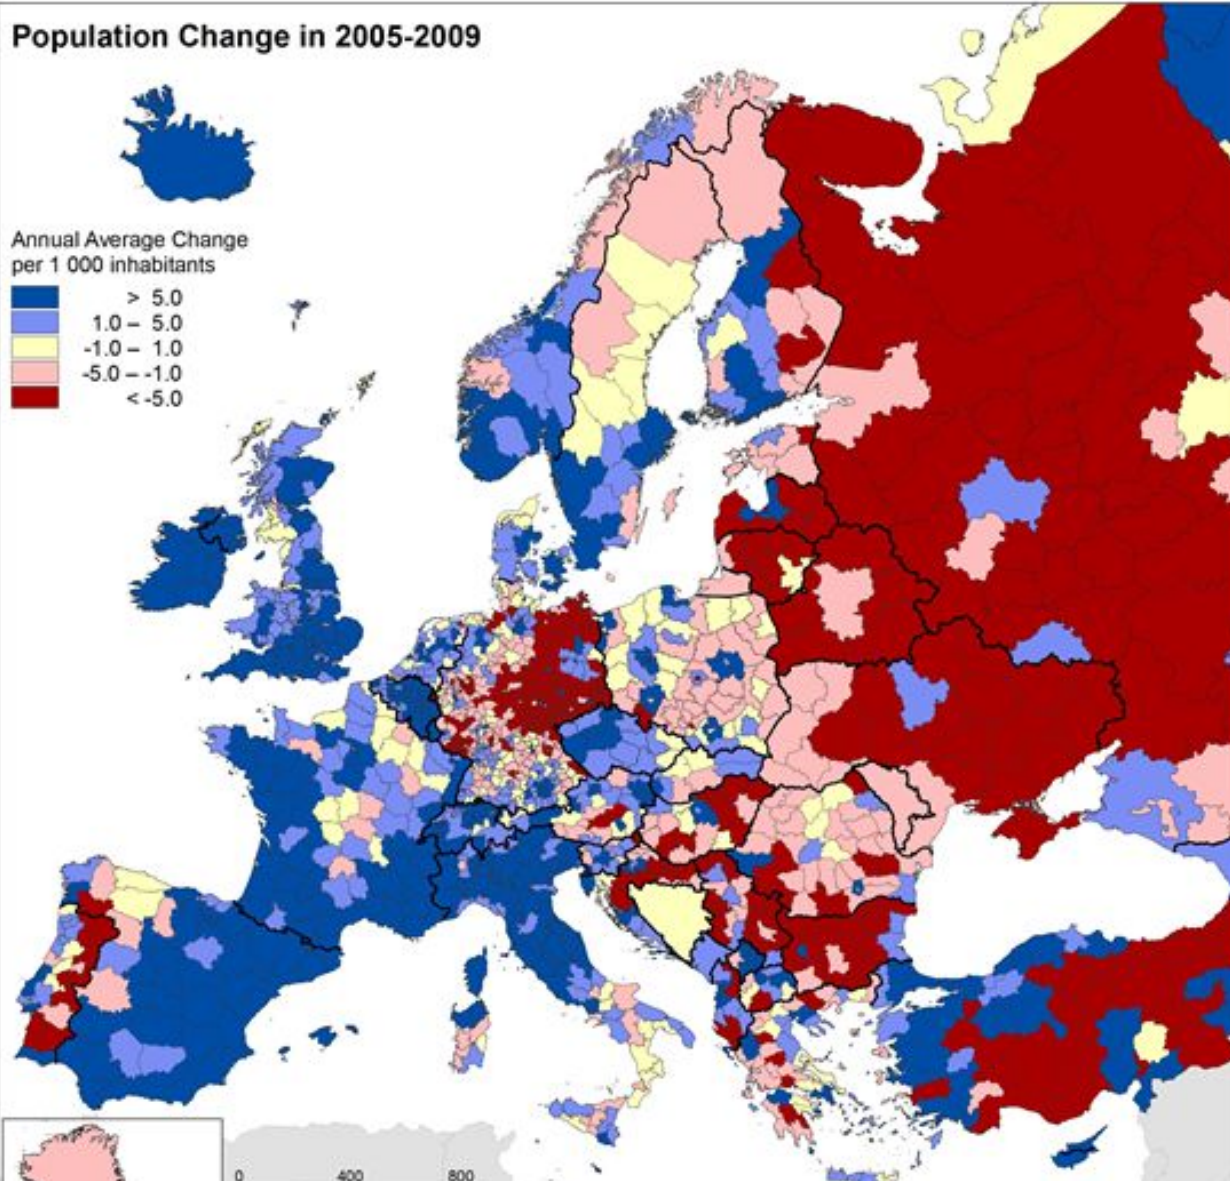 Population Change in 2005-2009
Annual Average Change
per 1 000 inhabitants
> 5.0
1.0 – 5.0
-1.0 – 1.0
-5.0 – -1.0
< -5.0
0 400 800